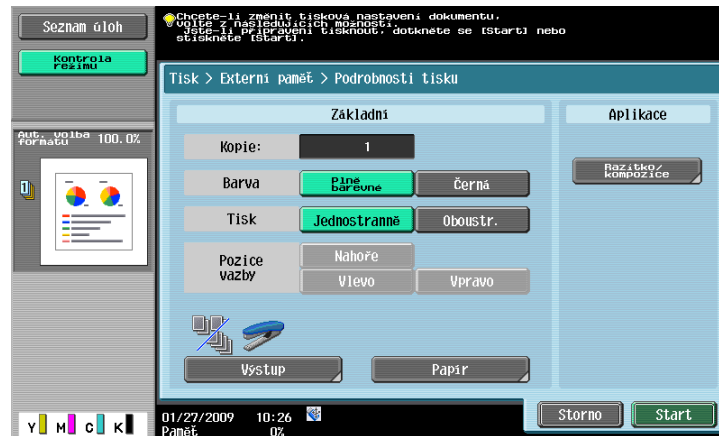 Seznam úloh
Kontrola
režimu
Chcete-li změnit tisková nastavení dokumentu,
volte z následujících možností.
Jste-li připraveni tisknout, dotkněte se [Start] nebo
stiskněte [Start].
Tisk > Externí paměť > Podrobnosti tisku
Aut. volba
formátu 100.0%
1
Základní
Kopie: 1
Barva Plně
barevně Černá
Tisk Jednostranně Oboustr.
Pozice
vazby
Nahoře
Vlevo Vpravo
Výstup Papír
Aplikace
Razítko/
kompozice
Y M C K
01/27/2009 10:26
Paměť 0%
Storno Start